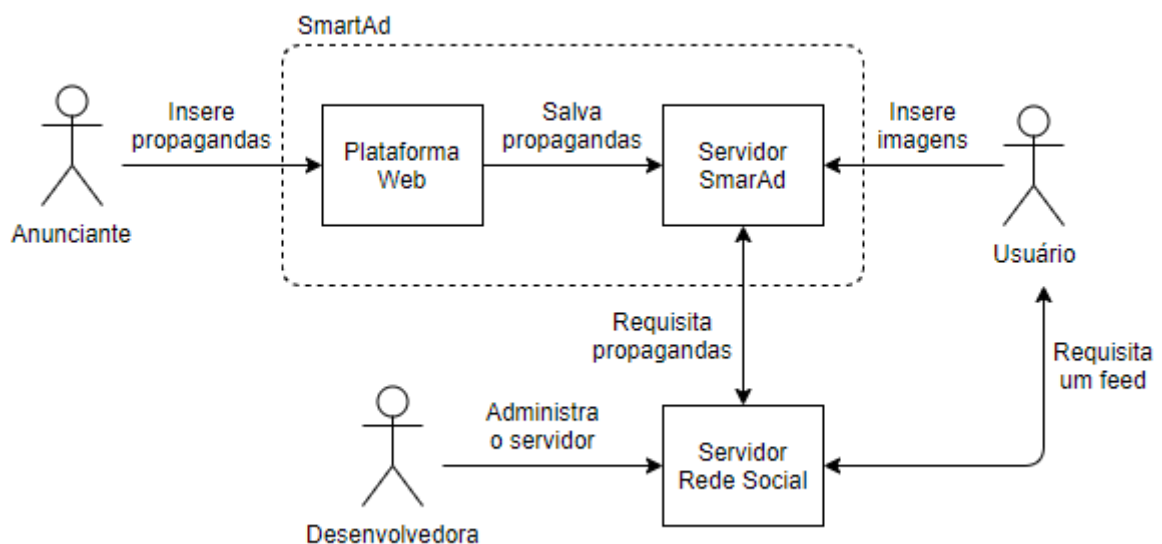 SmartAd
Insere
propagandas
Salva
propagandas
Insere
imagens
Plataforma
Web
Servidor
SmarAd
Anunciante
Usuário
Requisita
propagandas
Requisita
um feed
Administra
o servidor
Servidor
Rede Social
Desenvolvedora